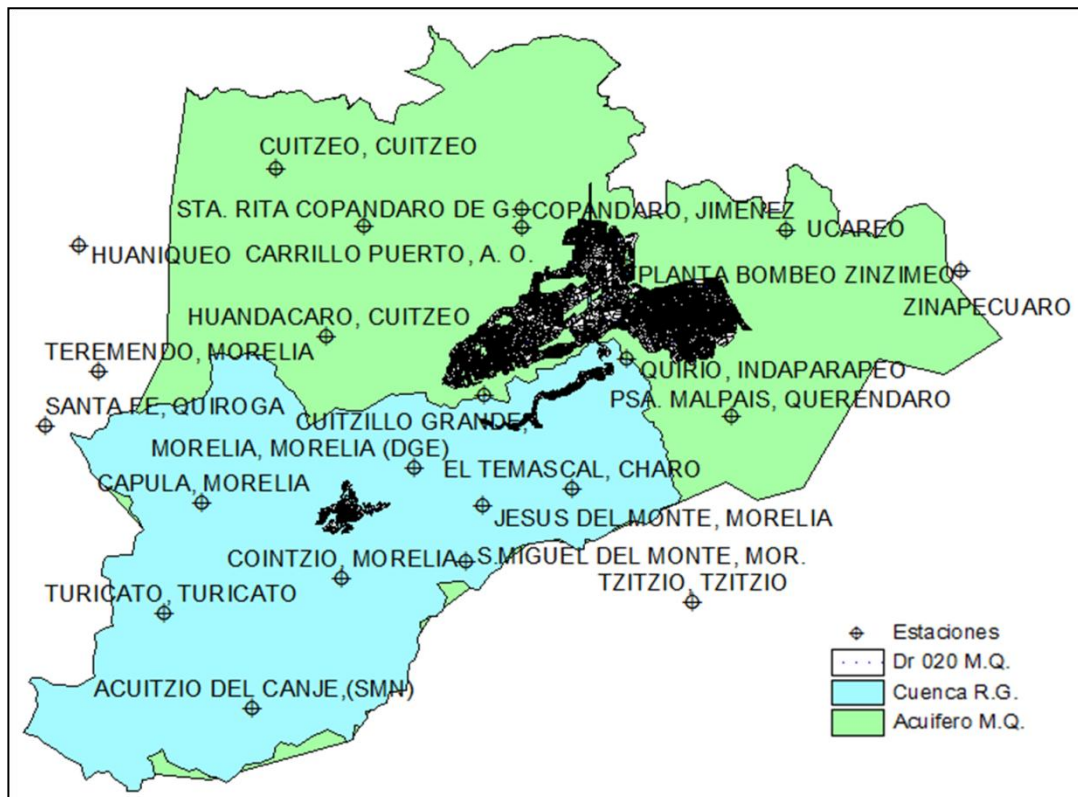 CUITZEO, CUITZEO
STA. RITA COPANDARO DE G.
COPANDARO, JIMENEZ
UCAREO
HUANIQUEO
CARRILLO PUERTO, A. O.
PLANTA BOMBEO ZINZIMEO
ZINAPECUARO
HUANDACARO, CUITZEO
TEREMENDO, MORELIA
QUIRIO, INDAPARAPEO
PSA. MALPAIS, QUERENDARO
SANTA FE, QUIROGA
CUITZILLO GRANDE,
MORELIA, MORELIA (DGE)
EL TEMASCAL, CHARO
CAPULA, MORELIA
JESUS DEL MONTE, MORELIA
COINTZIO, MORELIA
S.MIGUEL DEL MONTE, MOR.
TZITZIO, TZITZIO
TURICATO, TURICATO
ACUITZIO DEL CANJE,(SMN)
Estaciones
Dr 020 M.Q.
Cuenca R.G.
Acuifero M.Q.